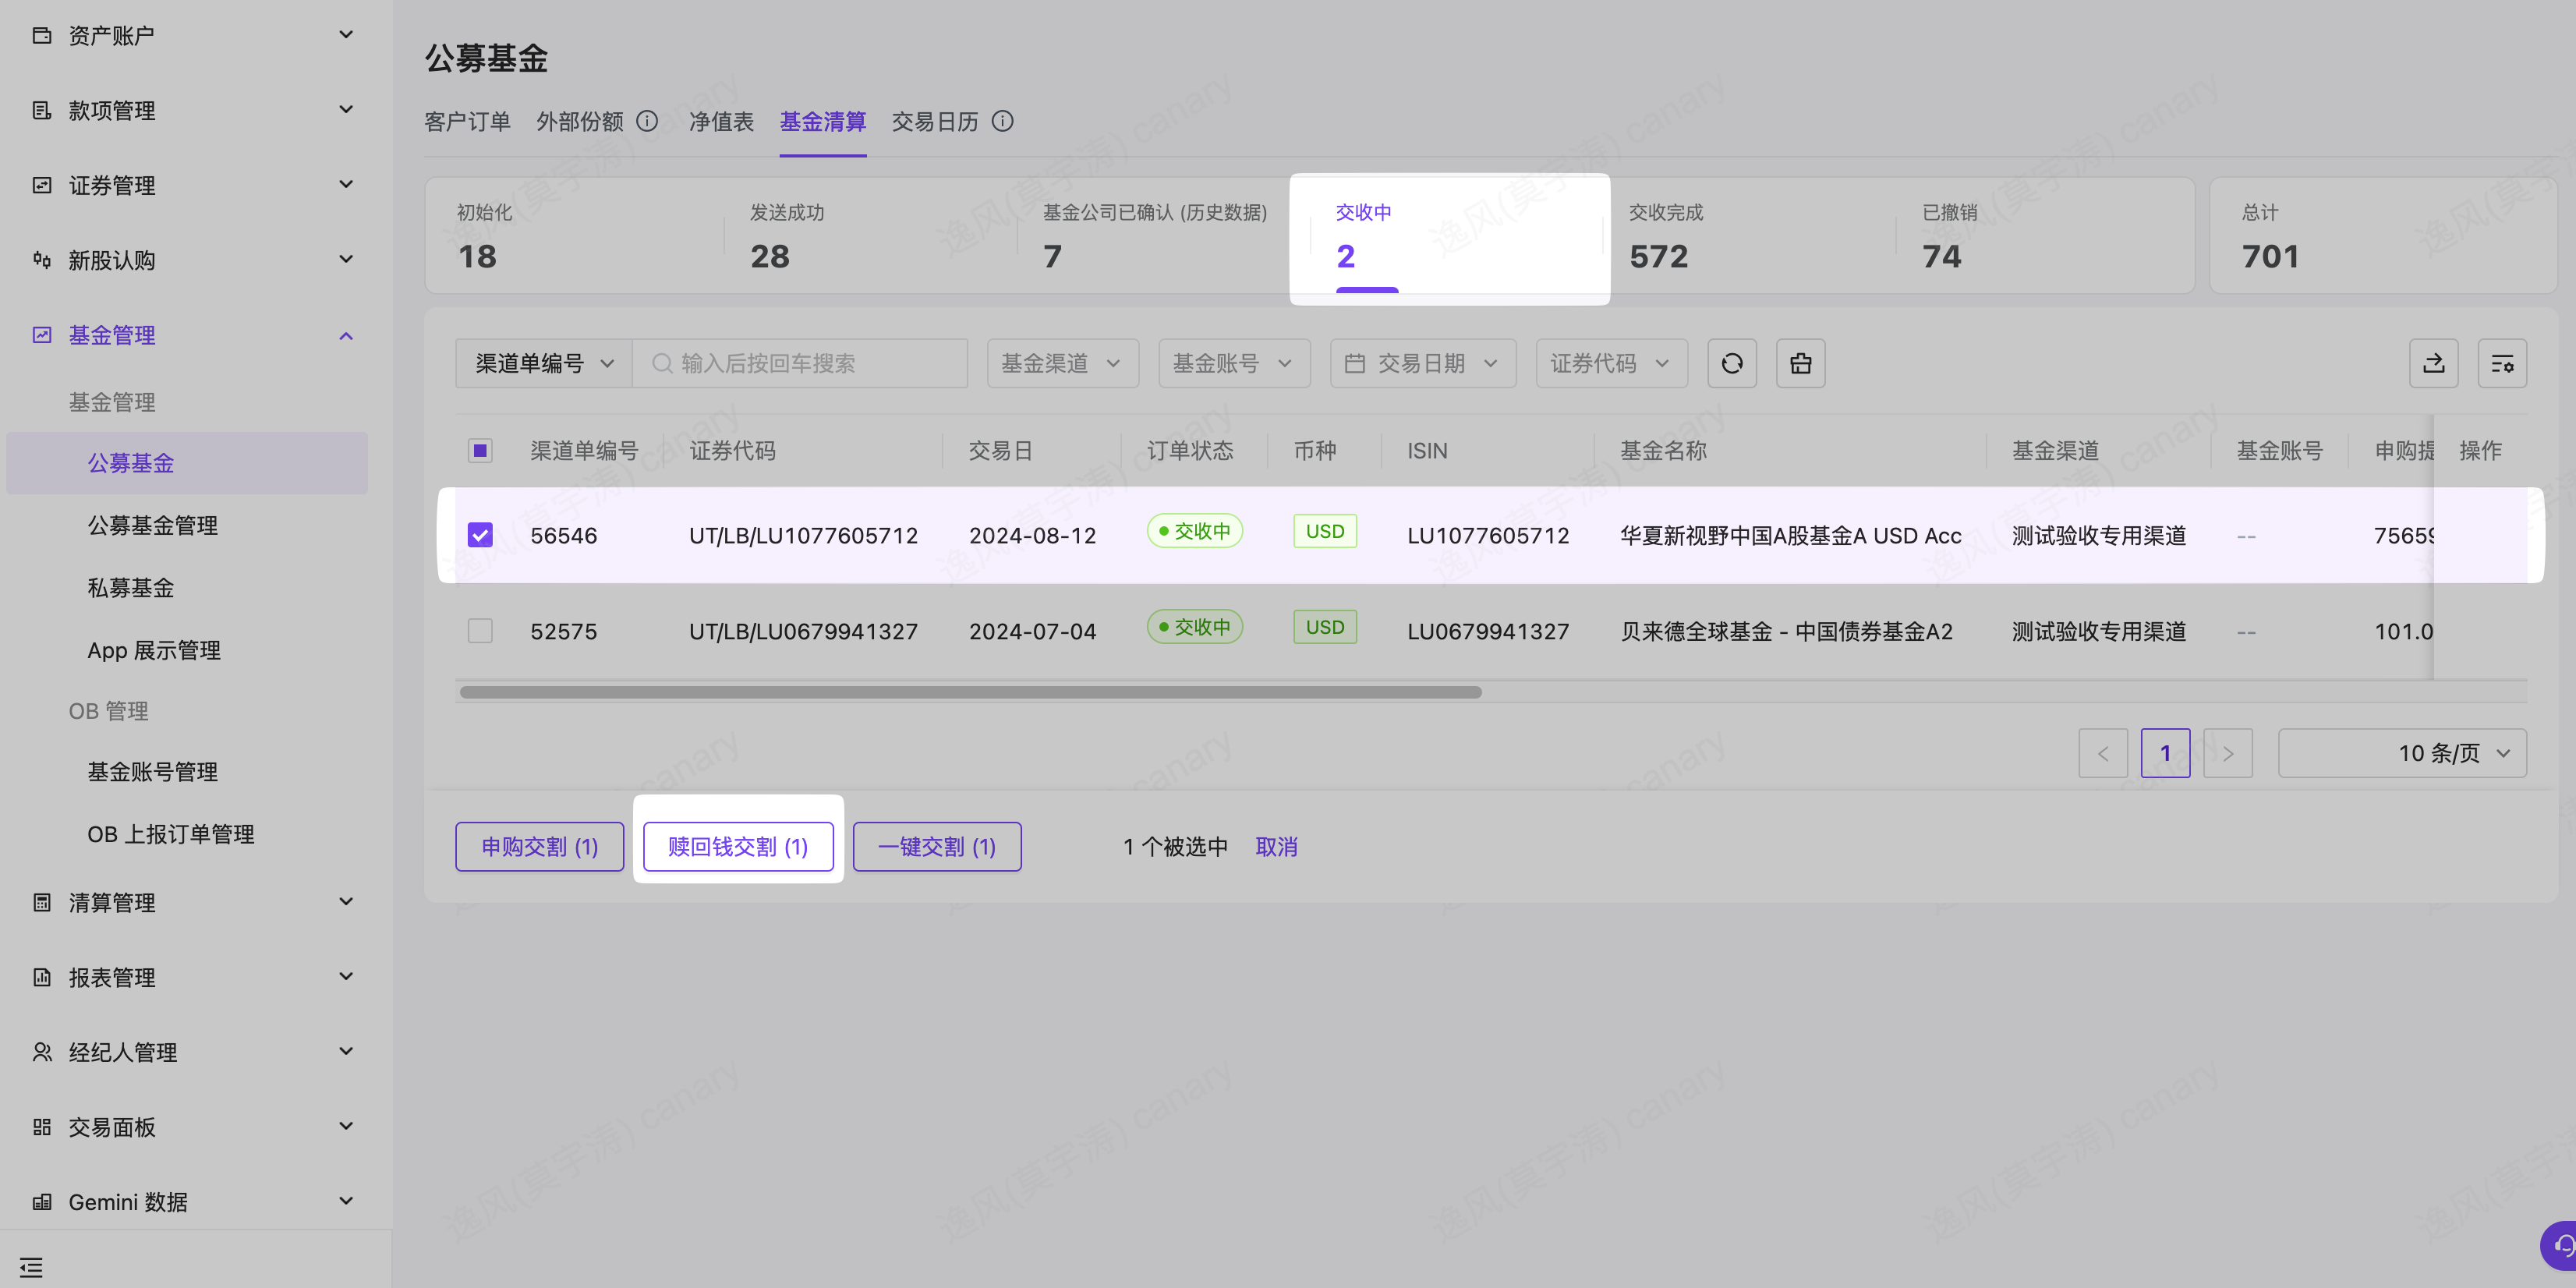 资产账户
款项管理
证券管理
新股认购
基金管理
基金管理
公募基金
公募基金管理
私募基金
App 展示管理
OB 管理
基金账号管理
OB 上报订单管理
清算管理
报表管理
经纪人管理
交易面板
Gemini 数据
公募基金
客户订单 外部份额 净值表 基金清算 交易日历
初始化 发送成功 基金公司已确认 (历史数据) 交收中 交收完成 已撤销 总计
18 28 7 2 572 74 701
渠道单编号 输入后按回车搜索 基金渠道 基金账号 交易日期 证券代码
渠道单编号 证券代码 交易日 订单状态 币种 ISIN 基金名称 基金渠道 基金账号 申购提 操作
56546 UT/LB/LU1077605712 2024-08-12 交收中 USD LU1077605712 华夏新视野中国A股基金A USD Acc 测试验收专用渠道 -- 75659
52575 UT/LB/LU0679941327 2024-07-04 交收中 USD LU0679941327 贝来德全球基金 - 中国债券基金A2 测试验收专用渠道 -- 101.0
1 10 条/页
申购交割 (1) 赎回钱交割 (1) 一键交割 (1) 1 个被选中 取消
逸风(莫宇涛) canary